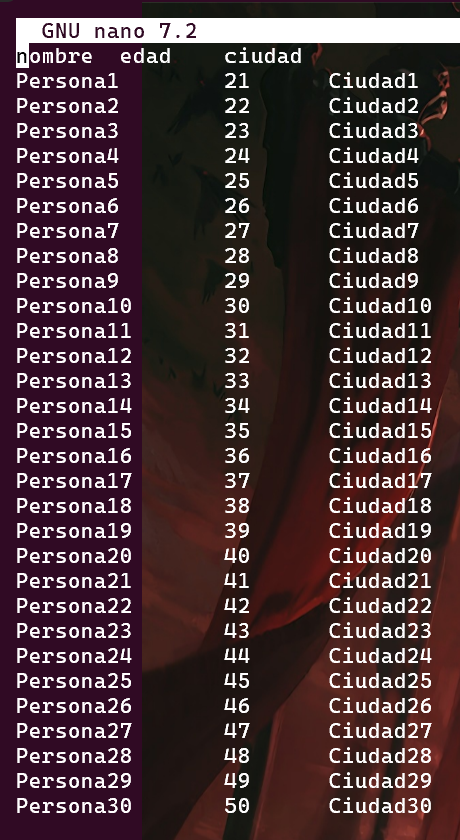 GNU nano 7.2
nombre edad ciudad
Persona1 21 Ciudad1
Persona2 22 Ciudad2
Persona3 23 Ciudad3
Persona4 24 Ciudad4
Persona5 25 Ciudad5
Persona6 26 Ciudad6
Persona7 27 Ciudad7
Persona8 28 Ciudad8
Persona9 29 Ciudad9
Persona10 30 Ciudad10
Persona11 31 Ciudad11
Persona12 32 Ciudad12
Persona13 33 Ciudad13
Persona14 34 Ciudad14
Persona15 35 Ciudad15
Persona16 36 Ciudad16
Persona17 37 Ciudad17
Persona18 38 Ciudad18
Persona19 39 Ciudad19
Persona20 40 Ciudad20
Persona21 41 Ciudad21
Persona22 42 Ciudad22
Persona23 43 Ciudad23
Persona24 44 Ciudad24
Persona25 45 Ciudad25
Persona26 46 Ciudad26
Persona27 47 Ciudad27
Persona28 48 Ciudad28
Persona29 49 Ciudad29
Persona30 50 Ciudad30